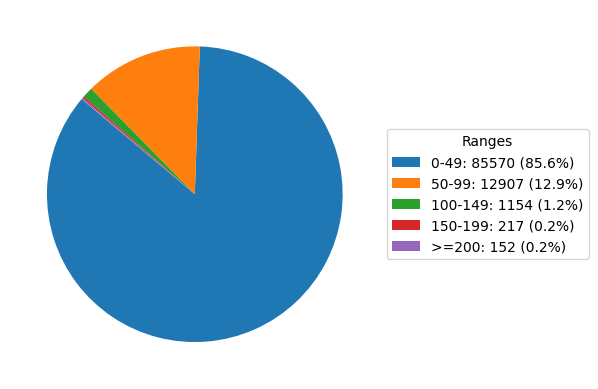 Ranges
0-49: 85570 (85.6%)
50-99: 12907 (12.9%)
100-149: 1154 (1.2%)
150-199: 217 (0.2%)
>=200: 152 (0.2%)